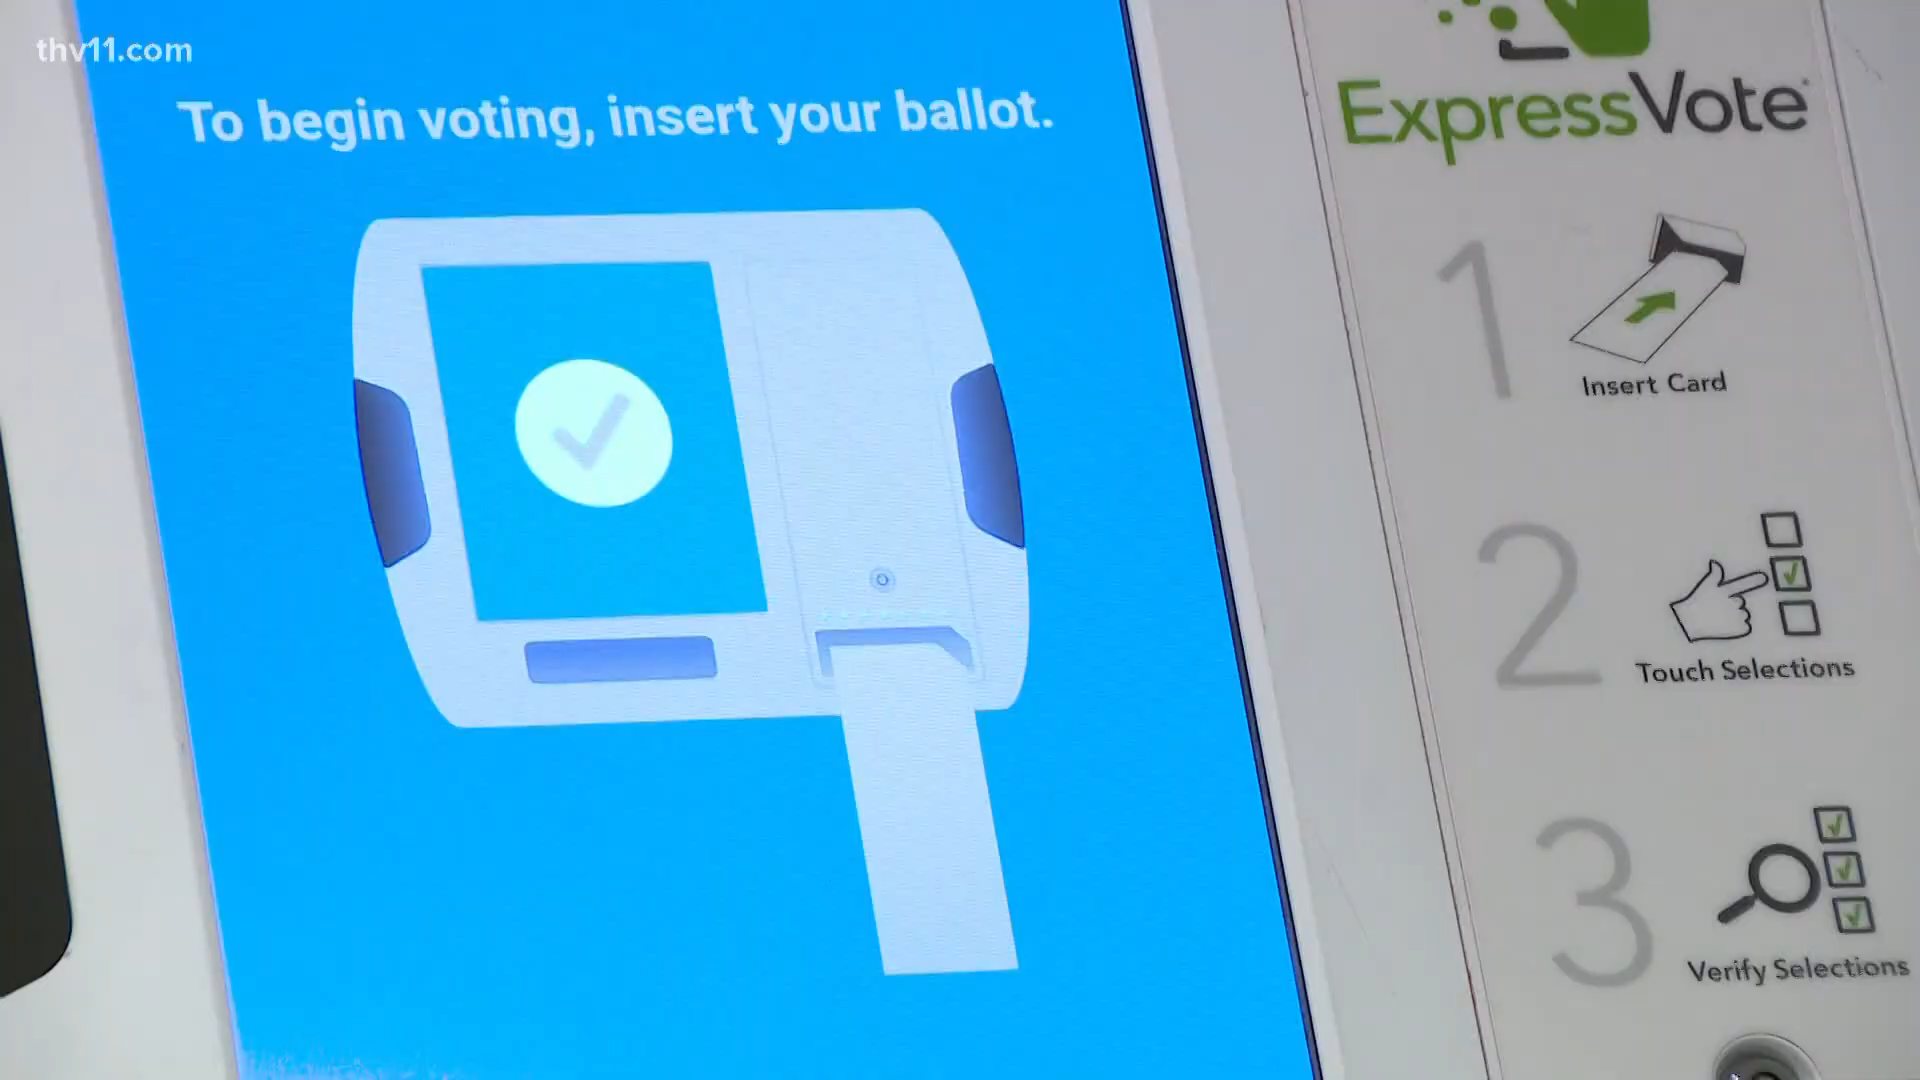 thv11.com
To begin voting, insert your ballot.
ExpressVote
1
Insert Card
2
Touch Selections
3
Verify Selections